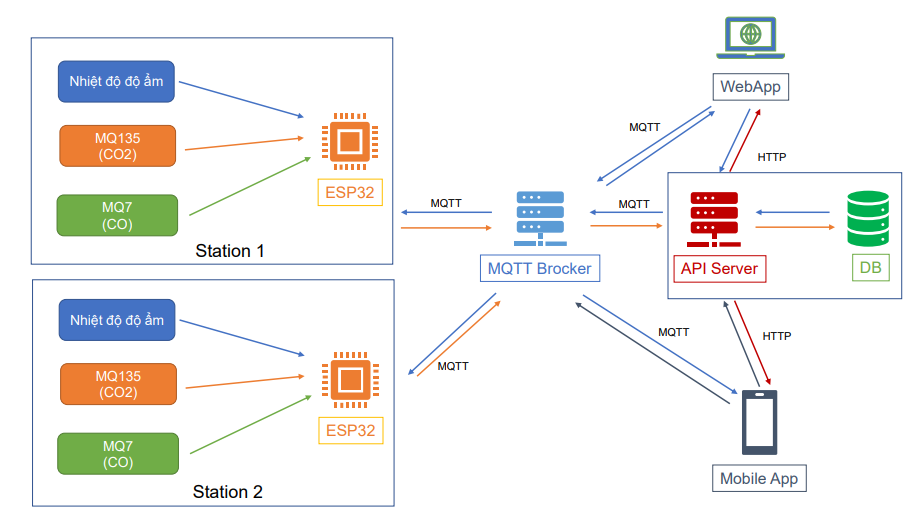 Nhiệt độ độ ẩm
MQ135
(CO2)
MQ7
(CO)
ESP32
Station 1
Nhiệt độ độ ẩm
MQ135
(CO2)
MQ7
(CO)
ESP32
Station 2
MQTT
MQTT
MQTT Brocker
MQTT
MQTT
WebApp
HTTP
API Server
DB
MQTT
HTTP
Mobile App